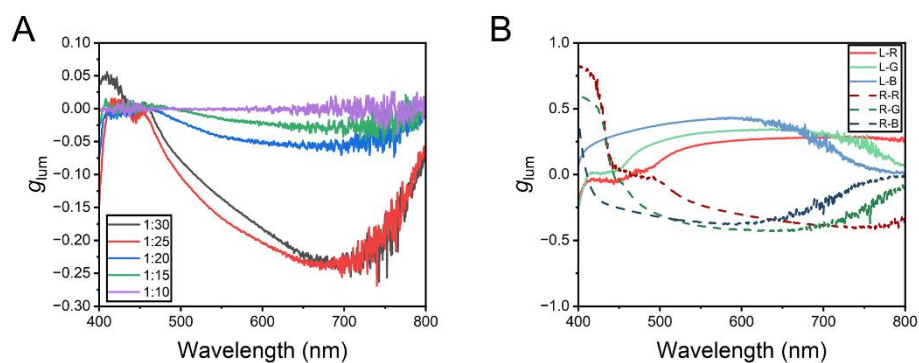 A
0.10
0.05
0.00
−0.05
−0.10
−0.15
−0.20
−0.25
−0.30
glum
1:30
1:25
1:20
1:15
1:10
400 500 600 700 800
Wavelength (nm)
B
1.0
0.5
0.0
−0.5
−1.0
glum
L-R
L-G
L-B
R-R
R-G
R-B
400 500 600 700 800
Wavelength (nm)